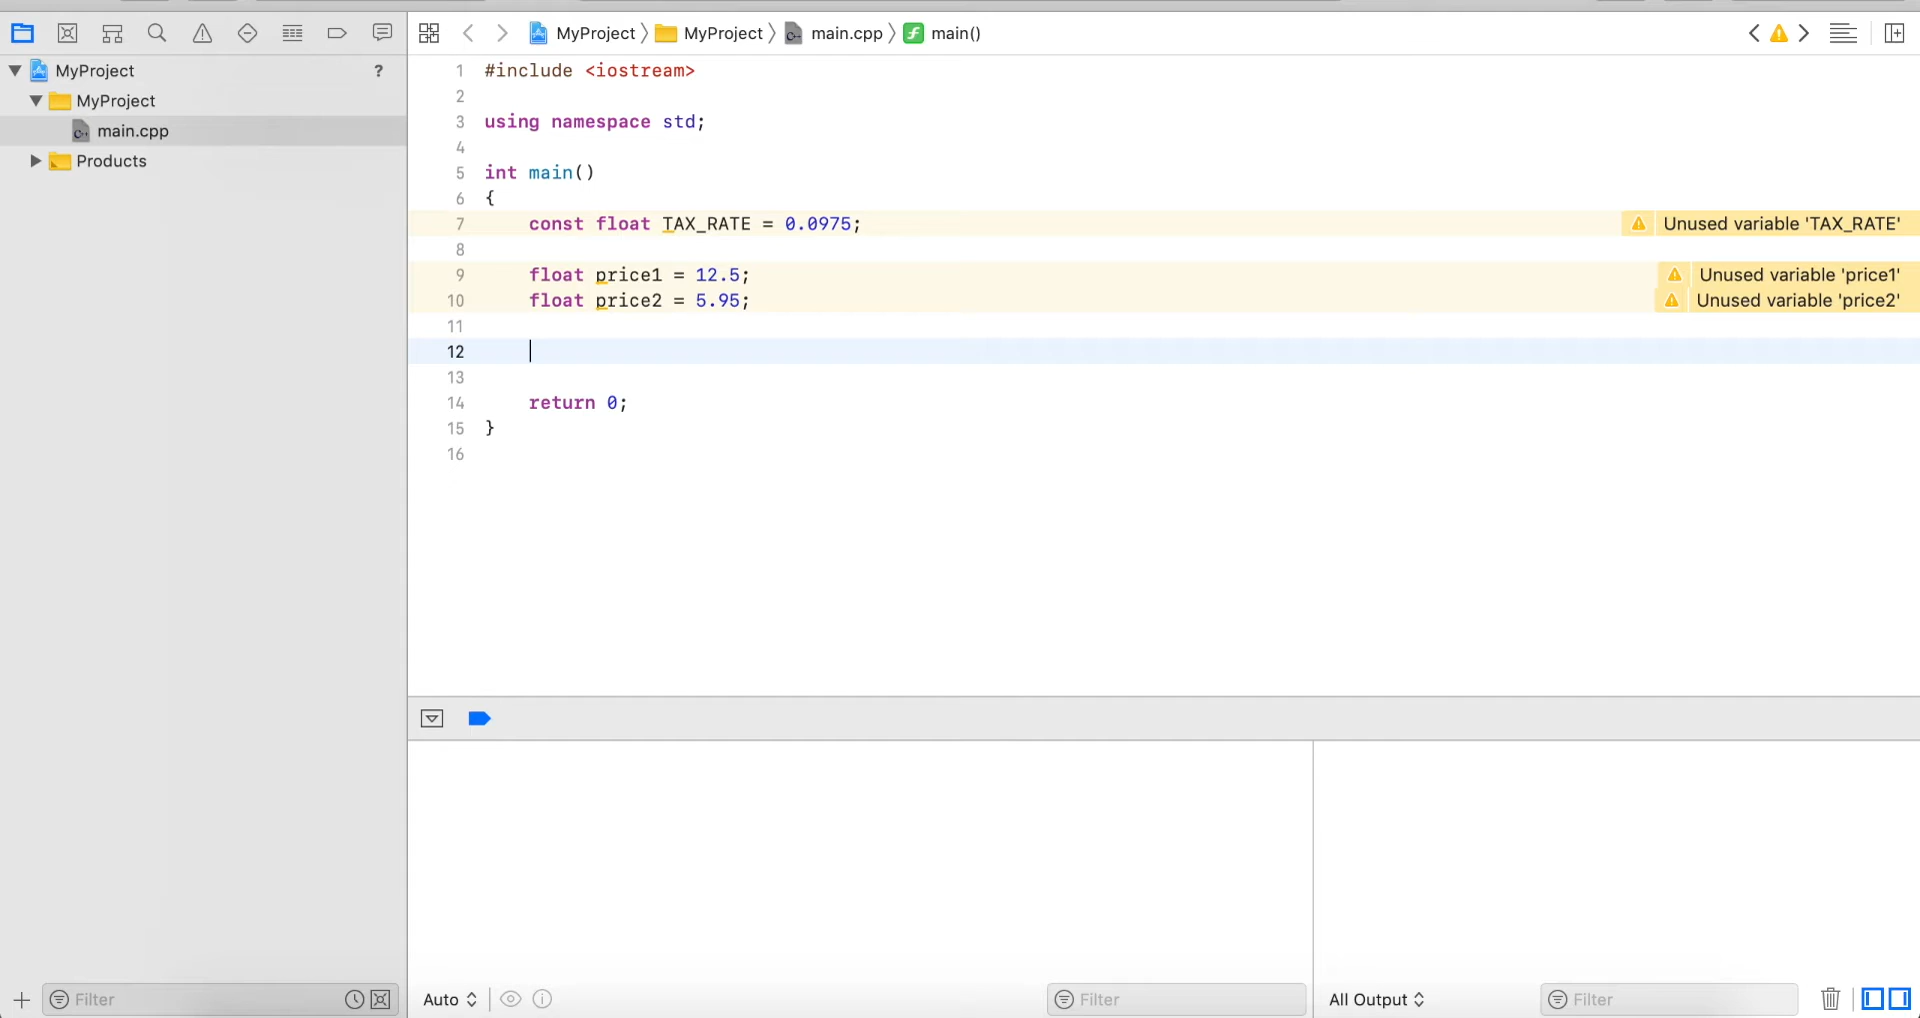 MyProject 〉 MyProject 〉 main.cpp 〉 f main()
MyProject ?
MyProject
main.cpp
Products
1 #include <iostream>
2
3 using namespace std;
4
5 int main()
6 {
7 const float TAX_RATE = 0.0975; Unused variable 'TAX_RATE'
8
9 float price1 = 12.5; Unused variable 'price1'
10 float price2 = 5.95; Unused variable 'price2'
11
12
13
14 return 0;
15 }
16
Filter
Auto
Filter
All Output
Filter